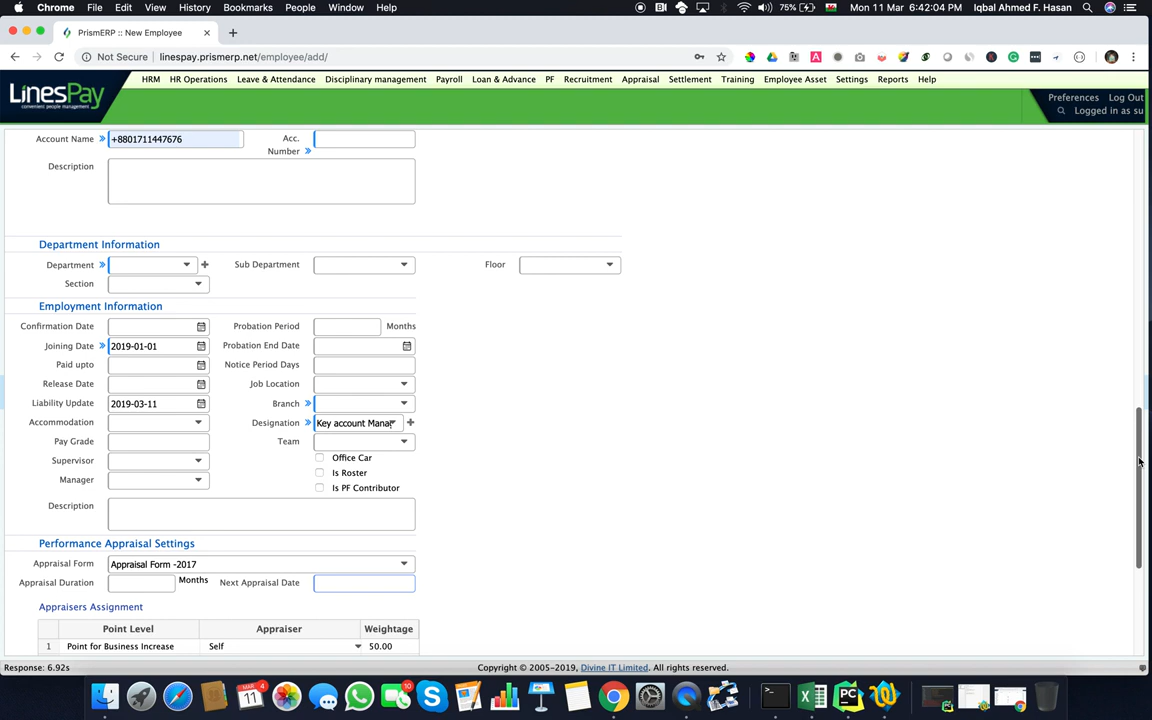 Chrome File Edit View History Bookmarks People Window Help 75% Mon 11 Mar 6:42:04 PM Iqbal Ahmed F. Hasan
PrismERP :: New Employee
Not Secure linespay.prismerp.net/employee/add/
HRM HR Operations Leave & Attendance Disciplinary management Payroll Loan & Advance PF Recruitment Appraisal Settlement Training Employee Asset Settings Reports Help
LinesPay
convenient people management
Preferences Log Out
Logged in as su
Account Name +8801711447676 Acc. Number
Description
Department Information
Department Sub Department Floor
Section
Employment Information
Confirmation Date Probation Period Months
Joining Date 2019-01-01 Probation End Date
Paid upto Notice Period Days
Release Date Job Location
Liability Update 2019-03-11 Branch
Accommodation Designation Key account Mana
Pay Grade Team
Office Car
Supervisor
Is Roster
Manager
Is PF Contributor
Description
Performance Appraisal Settings
Appraisal Form Appraisal Form -2017
Appraisal Duration Months Next Appraisal Date
Appraisers Assignment
Point Level Appraiser Weightage
1 Point for Business Increase Self 50.00
Response: 6.92s Copyright © 2005-2019, Divine IT Limited. All rights reserved.